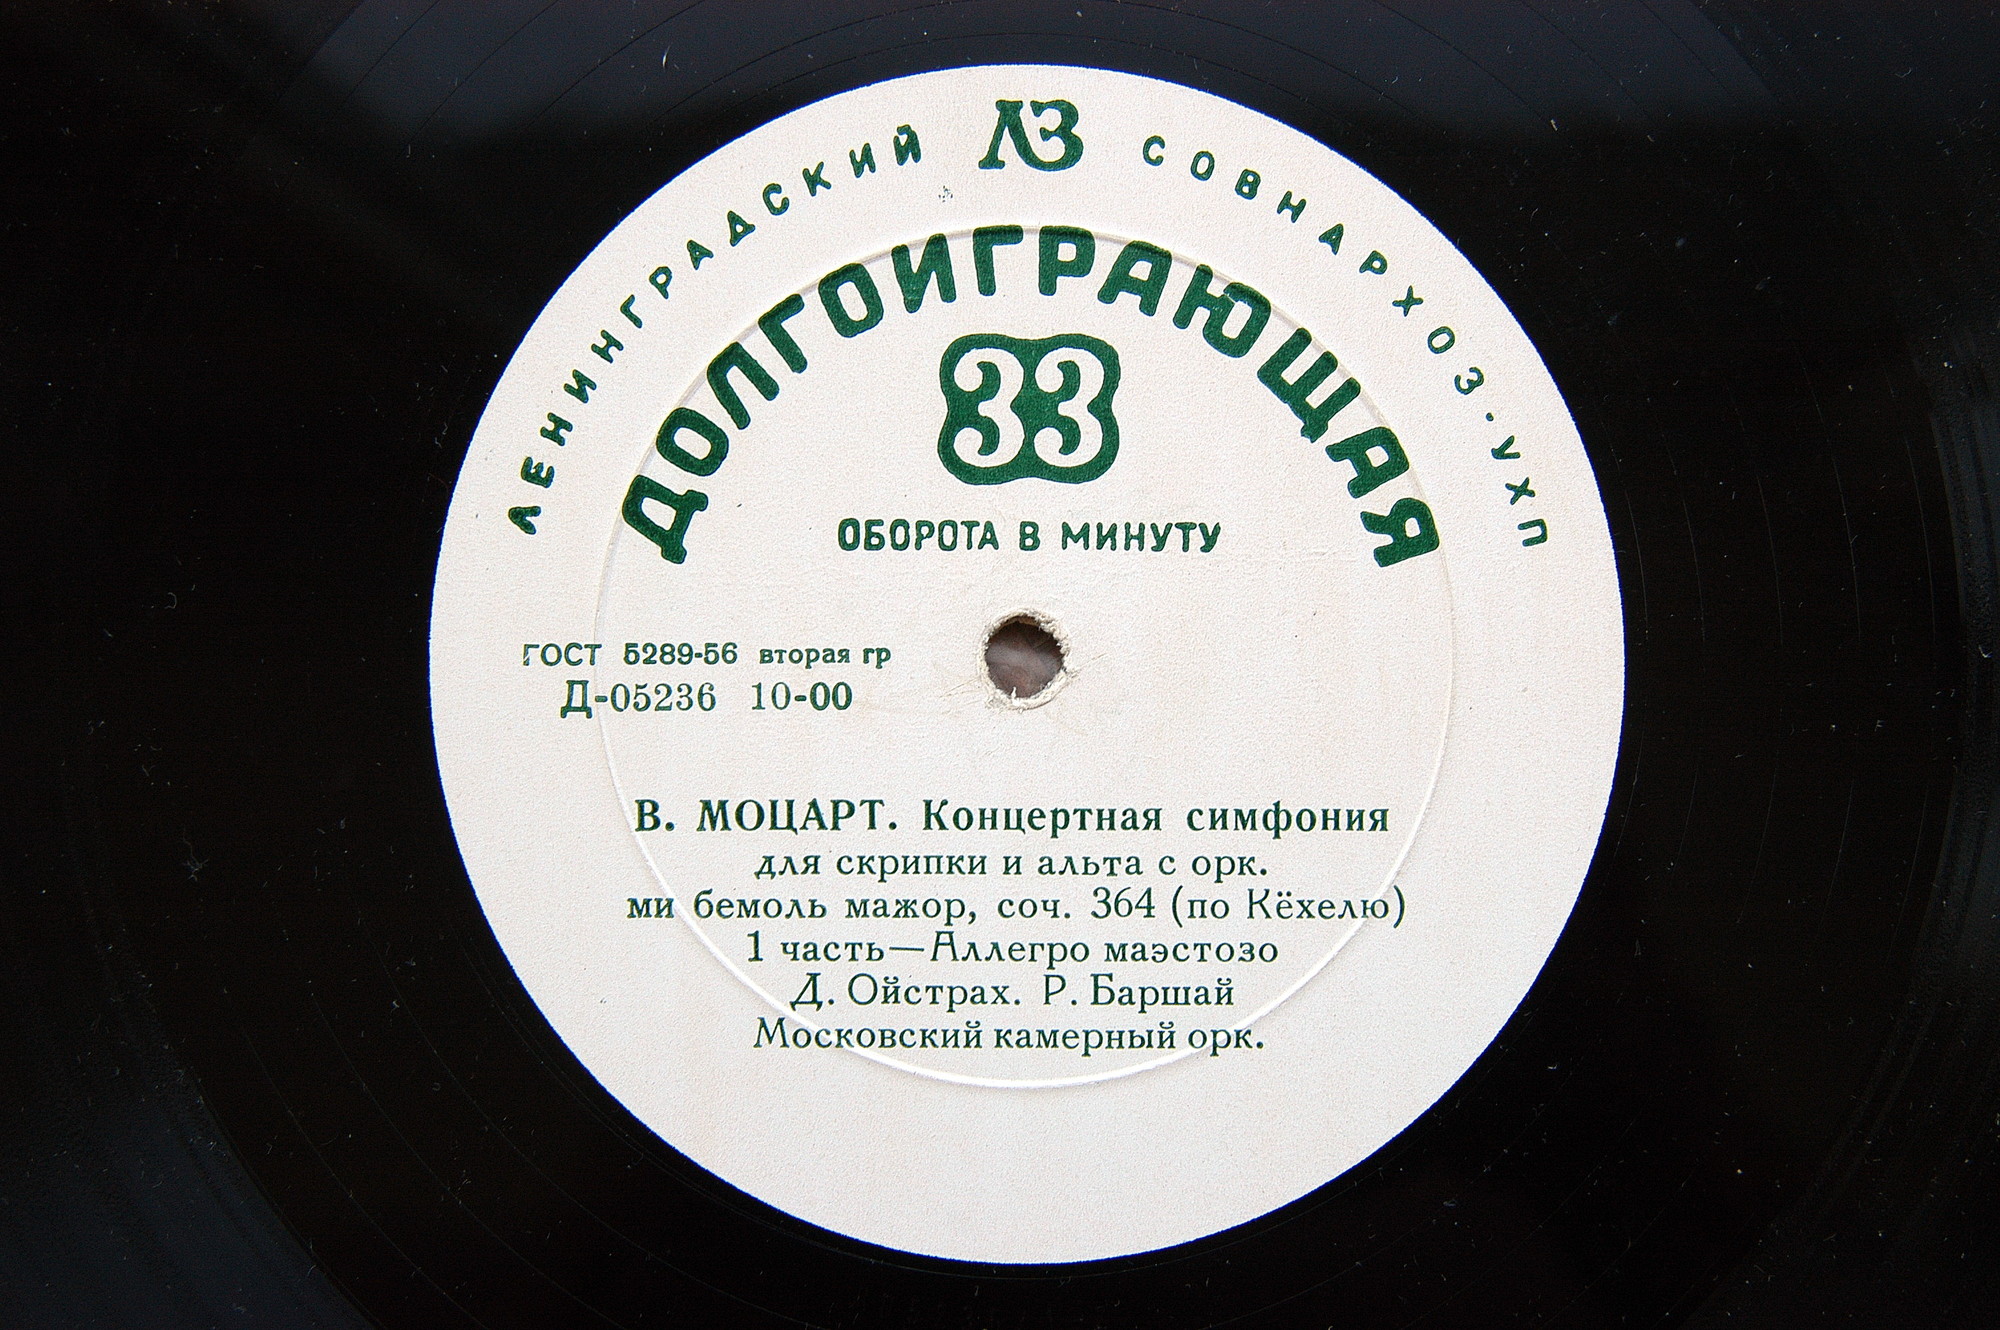 ЛЕНИНГРАДСКИЙ ЛЗ СОВНАРХОЗ·УХП
ДОЛГОИГРАЮЩАЯ
33
ОБОРОТА В МИНУТУ
ГОСТ 5289-56 вторая гр
Д-05236 10-00
В. МОЦАРТ. Концертная симфония
для скрипки и альта с орк.
ми бемоль мажор, соч. 364 (по Кёхелю)
1 часть—Аллегро маэстозо
Д. Ойстрах. Р. Баршай
Московский камерный орк.